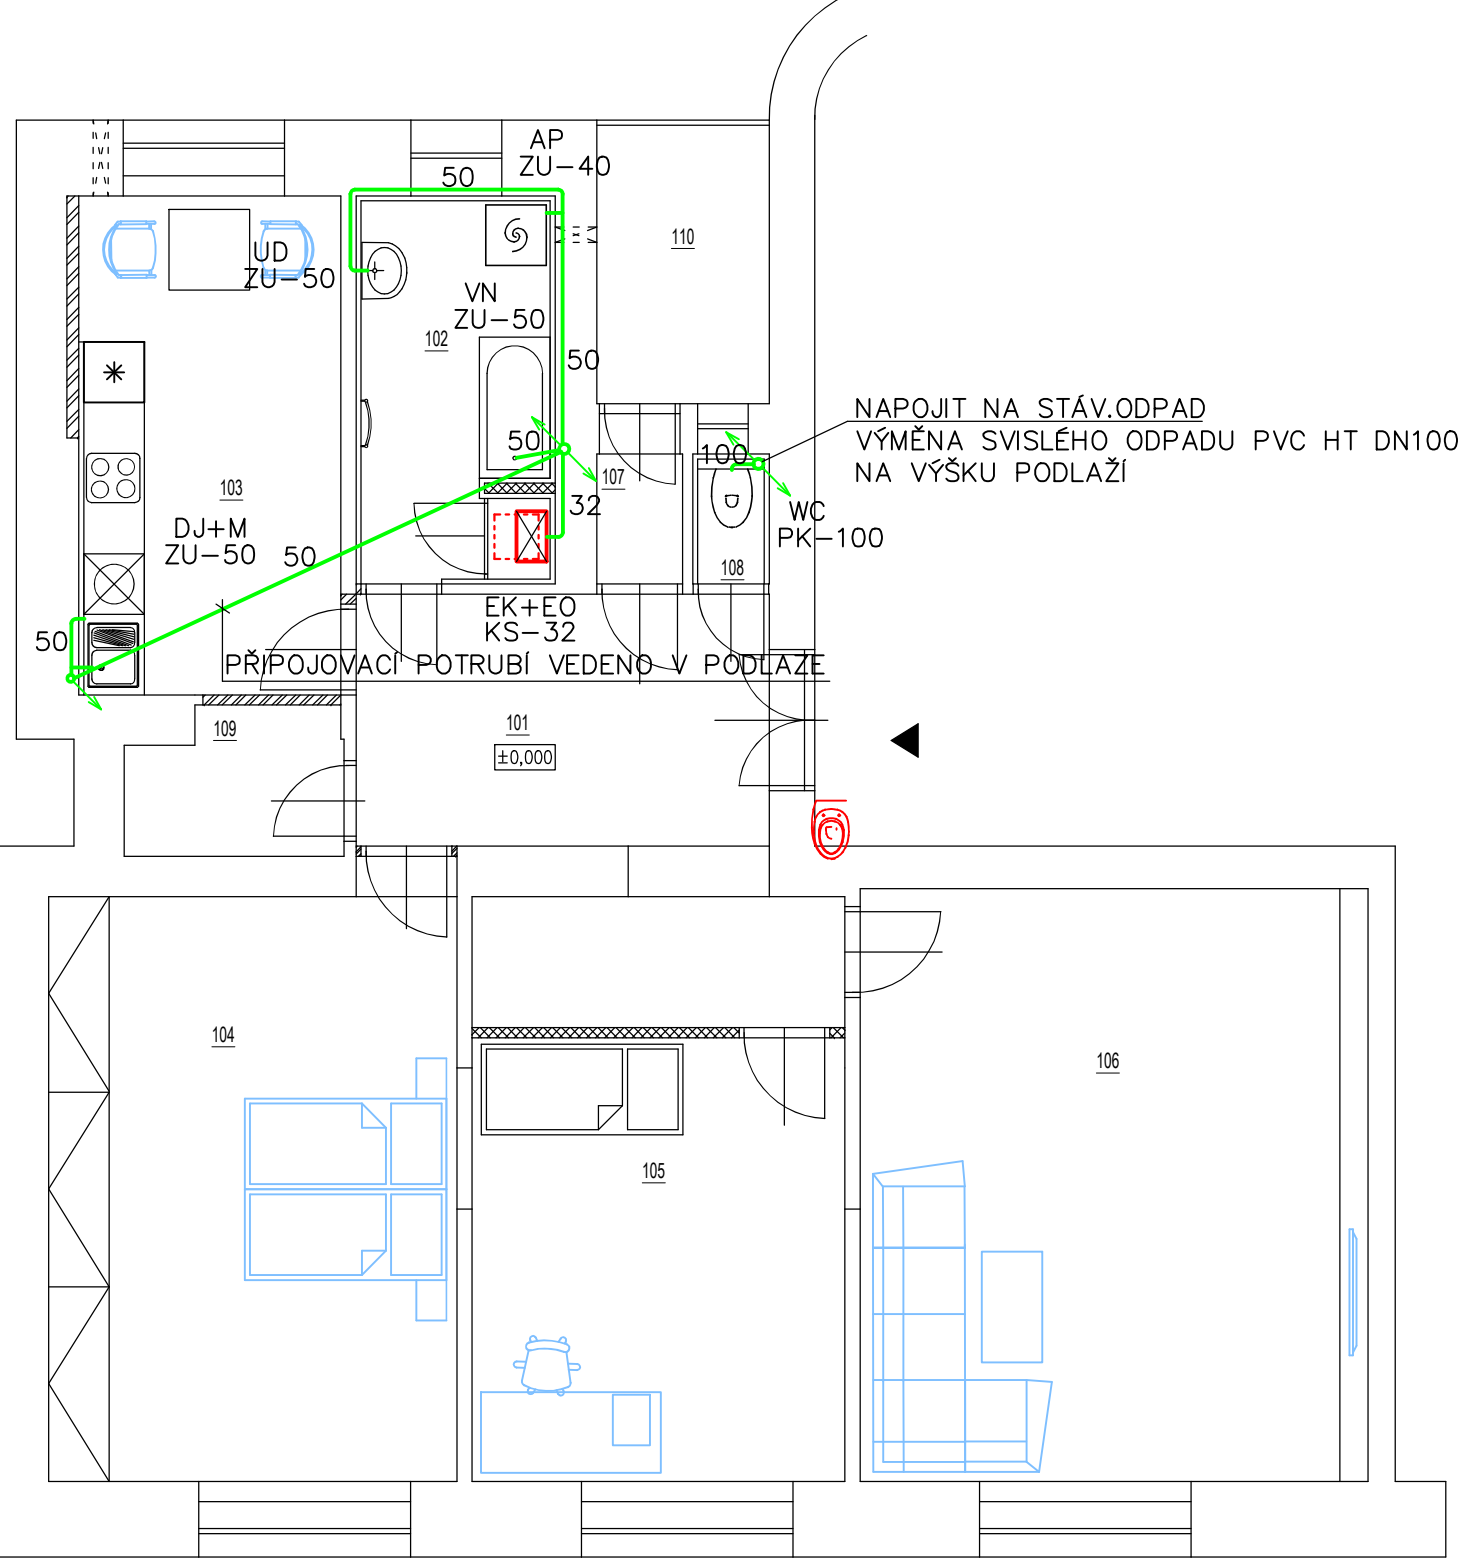 AP
ZU-40
50
110
UD
ZU-50
VN
ZU-50
102
50
NAPOJIT NA STÁV.ODPAD
VÝMĚNA SVISLÉHO ODPADU PVC HT DN100
NA VÝŠKU PODLAŽÍ
50
100
107
103
32
WC
PK-100
DJ+M
ZU-50
50
108
EK+EO
KS-32
50
PŘIPOJOVACÍ POTRUBÍ VEDENO V PODLAZE
109
101
±0,000
104
106
105